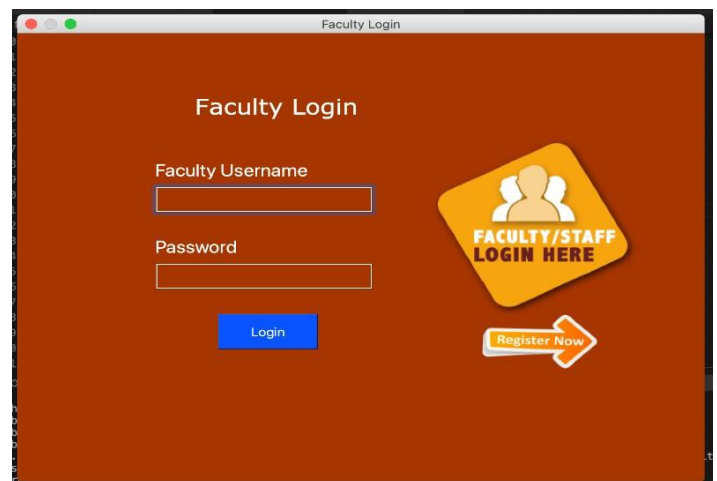 Faculty Login
Faculty Login
Faculty Username
Password
Login
FACULTY/STAFF
LOGIN HERE
Register Now